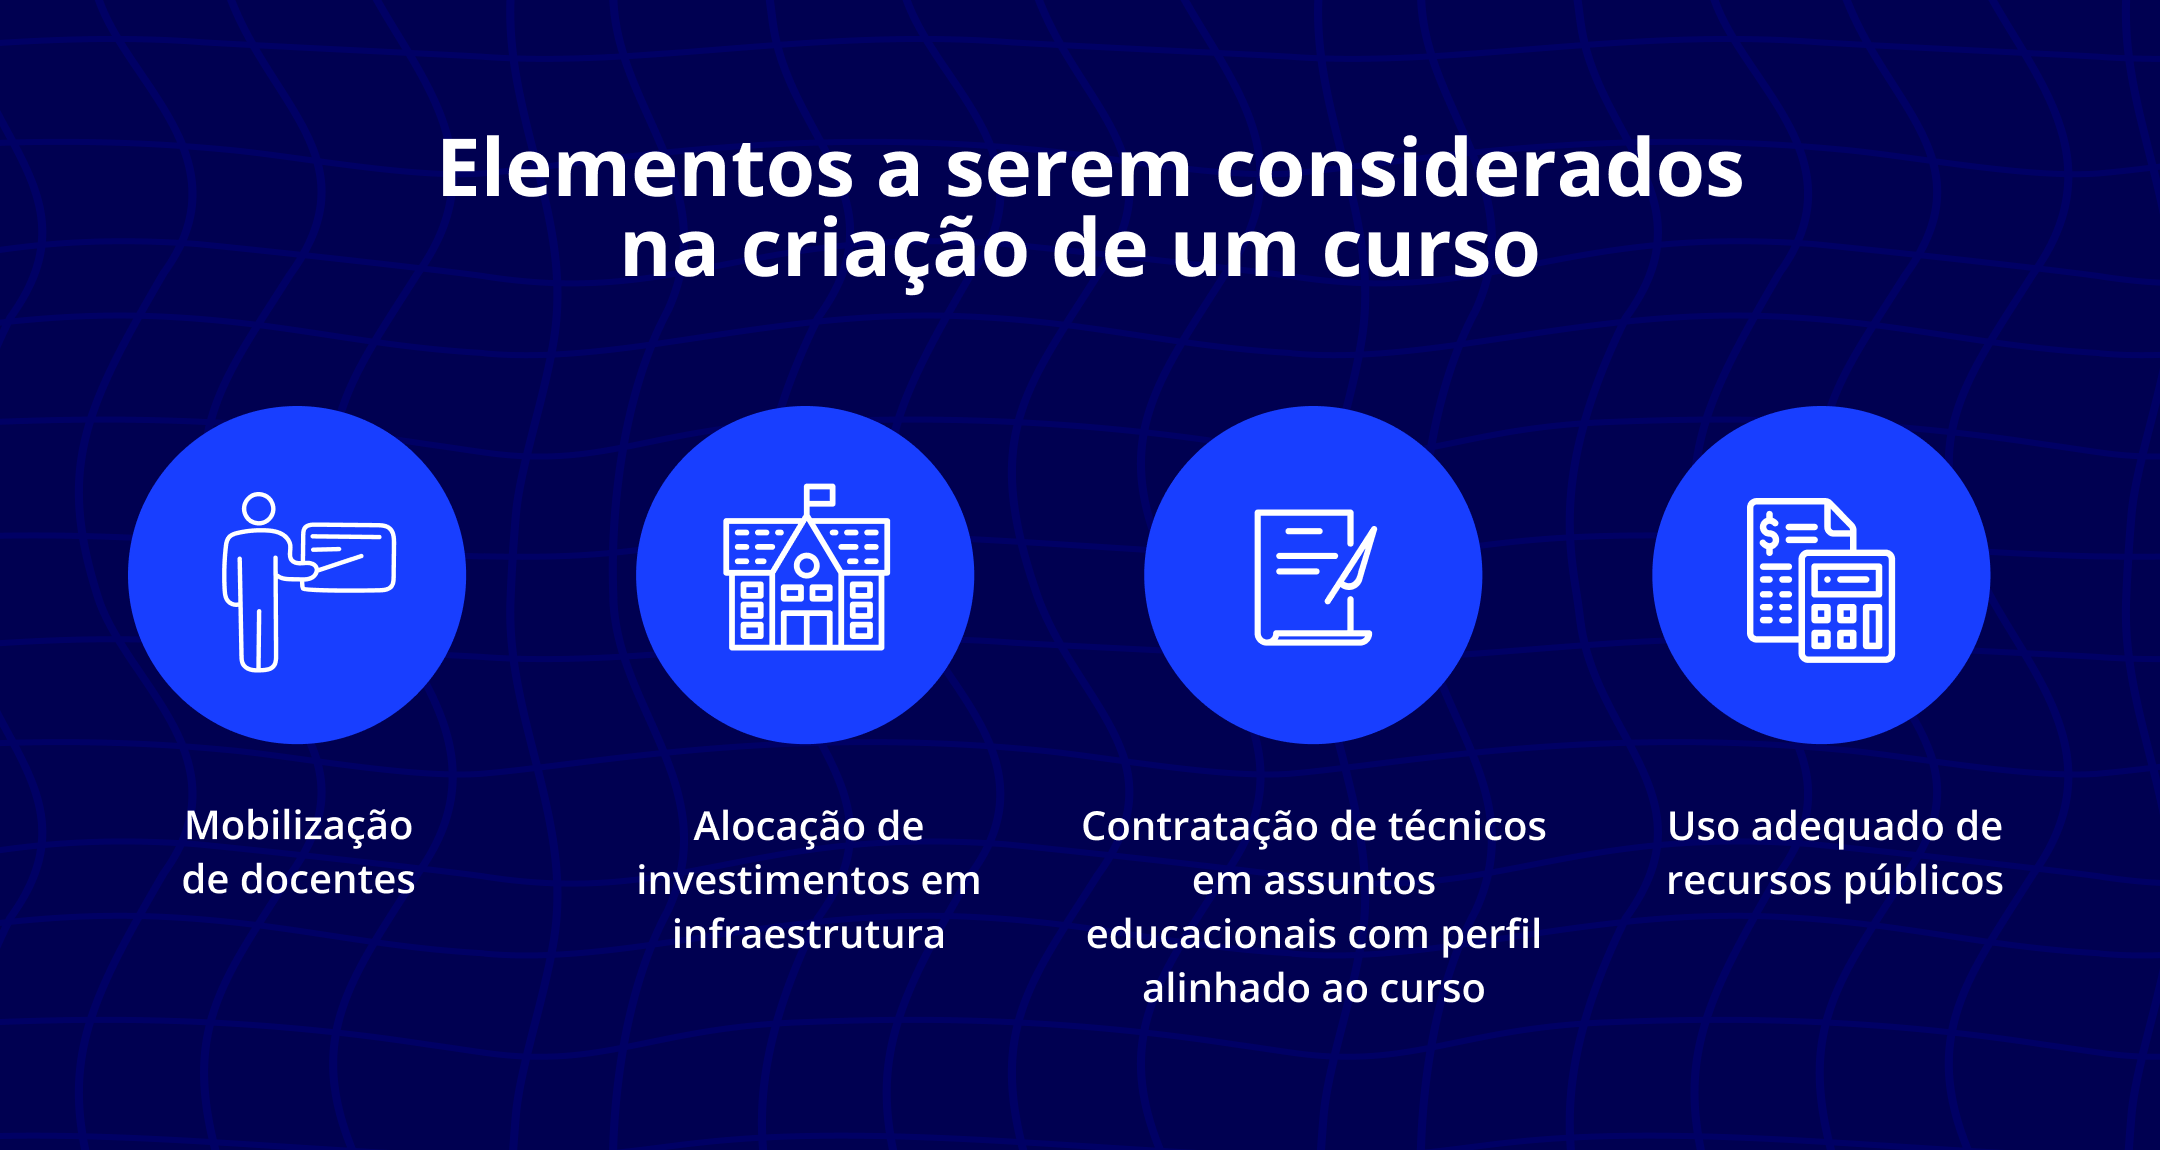 Elementos a serem considerados
na criação de um curso
Mobilização
de docentes
Alocação de
investimentos em
infraestrutura
Contratação de técnicos
em assuntos
educacionais com perfil
alinhado ao curso
Uso adequado de
recursos públicos
$